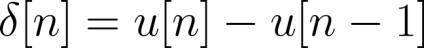 δ[n] = u[n] − u[n − 1]